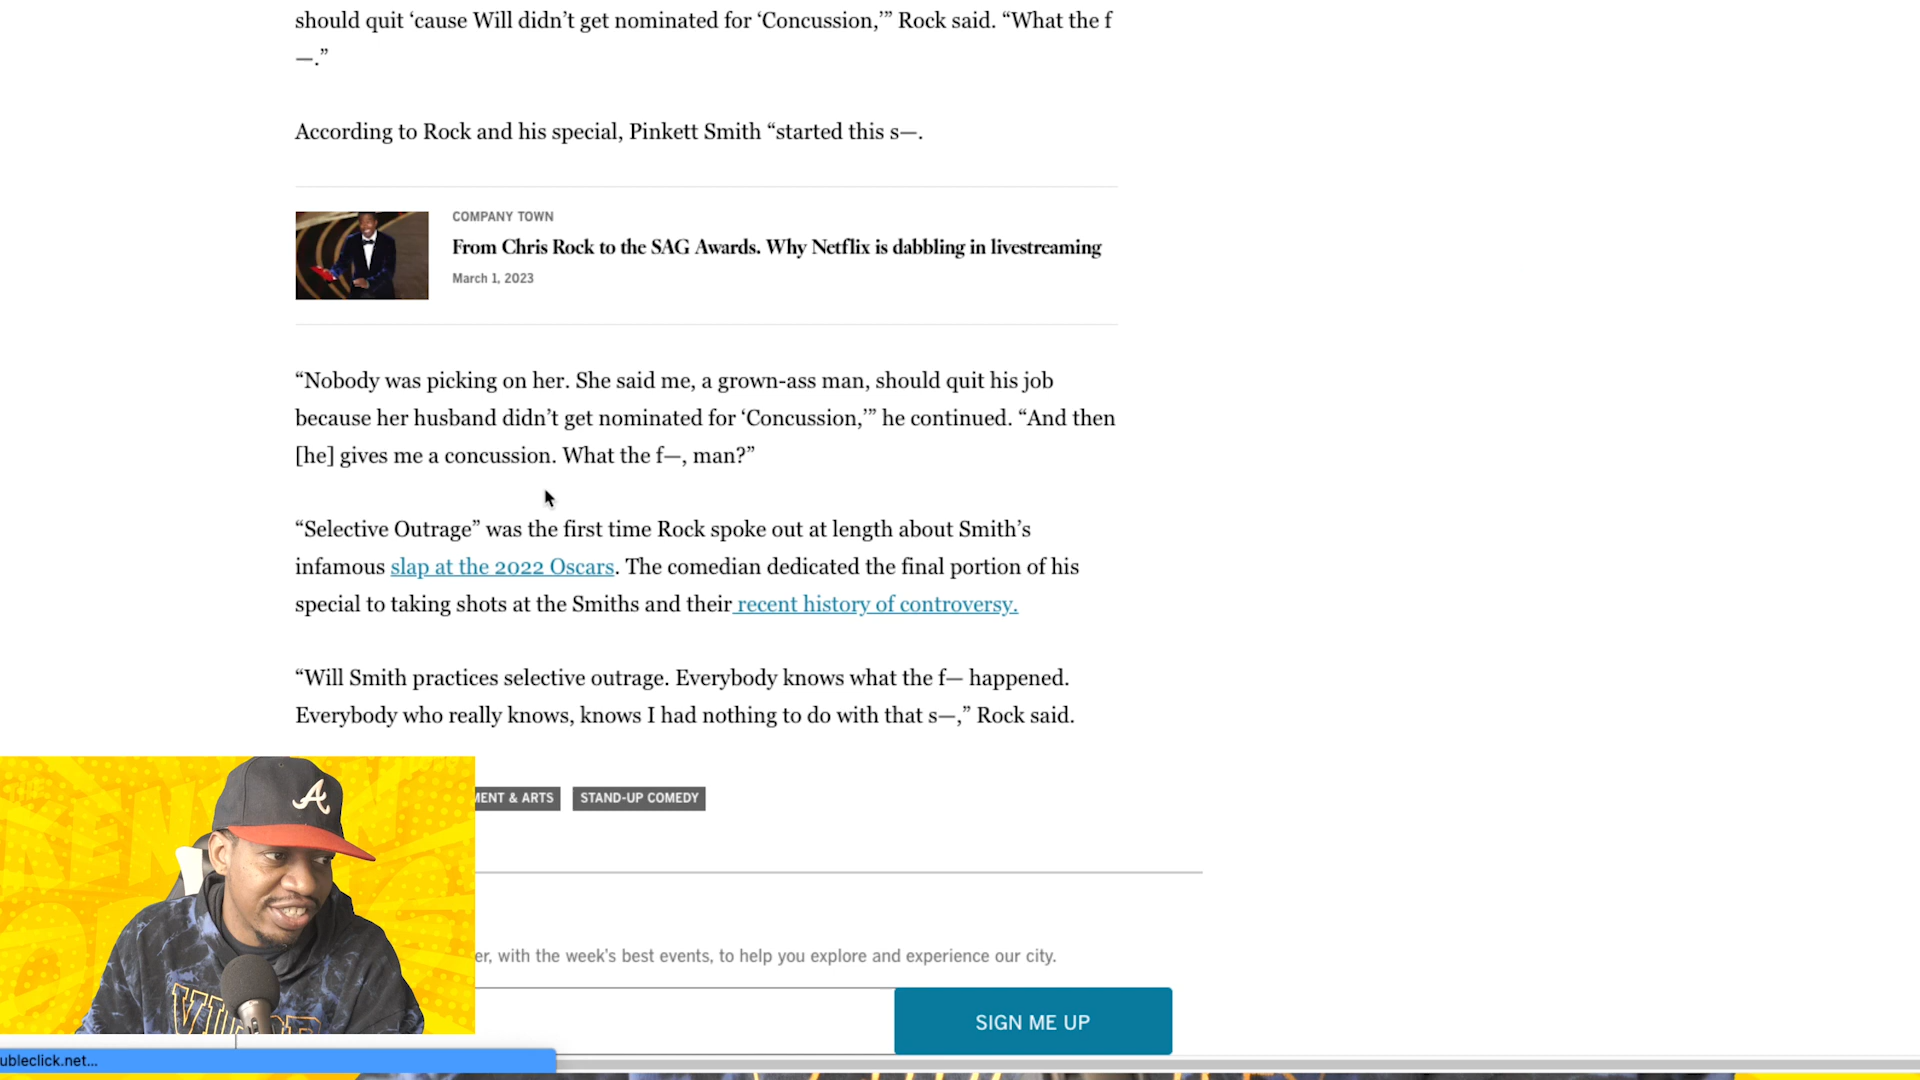 should quit ‘cause Will didn’t get nominated for ‘Concussion,’” Rock said. “What the f
—.”
According to Rock and his special, Pinkett Smith “started this s—.
COMPANY TOWN
From Chris Rock to the SAG Awards. Why Netflix is dabbling in livestreaming
March 1, 2023
“Nobody was picking on her. She said me, a grown-ass man, should quit his job
because her husband didn’t get nominated for ‘Concussion,’” he continued. “And then
[he] gives me a concussion. What the f—, man?”
“Selective Outrage” was the first time Rock spoke out at length about Smith’s
infamous slap at the 2022 Oscars. The comedian dedicated the final portion of his
special to taking shots at the Smiths and their recent history of controversy.
“Will Smith practices selective outrage. Everybody knows what the f— happened.
Everybody who really knows, knows I had nothing to do with that s—,” Rock said.
MENT & ARTS
STAND-UP COMEDY
A
er, with the week's best events, to help you explore and experience our city.
SIGN ME UP
ubleclick.net...